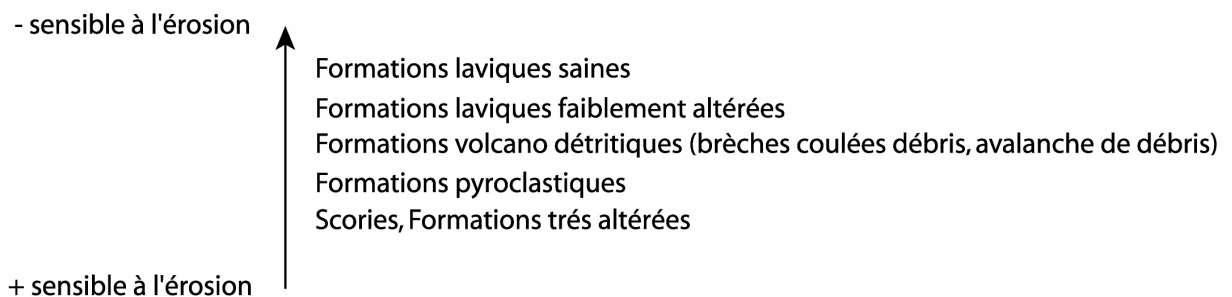 - sensible à l'érosion
Formations laviques saines
Formations laviques faiblement altérées
Formations volcano détritiques (brèches coulées débris, avalanche de débris)
Formations pyroclastiques
Scories, Formations trés altérées
+ sensible à l'érosion